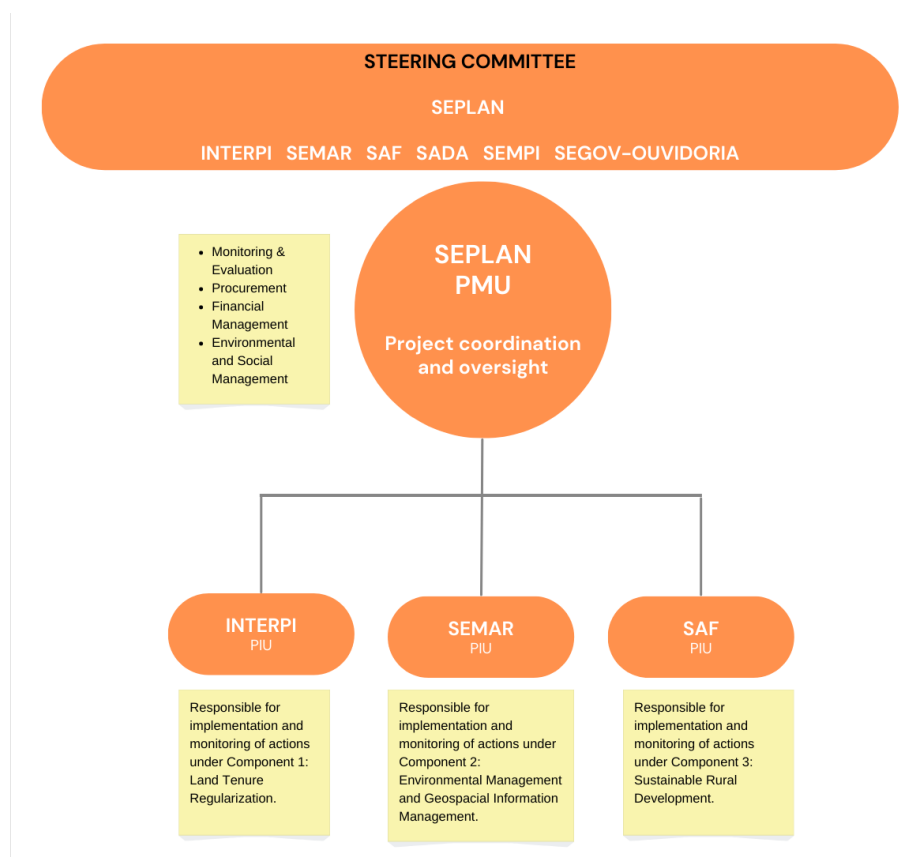 STEERING COMMITTEE
SEPLAN
INTERPI SEMAR SAF SADA SEMPI SEGOV-OUVIDORIA
• Monitoring &
Evaluation
• Procurement
• Financial
Management
• Environmental
and Social
Management
SEPLAN
PMU
Project coordination
and oversight
INTERPI
PIU
Responsible for
implementation and
monitoring of actions
under Component 1:
Land Tenure
Regularization.
SEMAR
PIU
Responsible for
implementation and
monitoring of actions under
Component 2:
Environmental Management
and Geospacial Information
Management.
SAF
PIU
Responsible for
implementation and
monitoring of actions
under Component 3:
Sustainable Rural
Development.